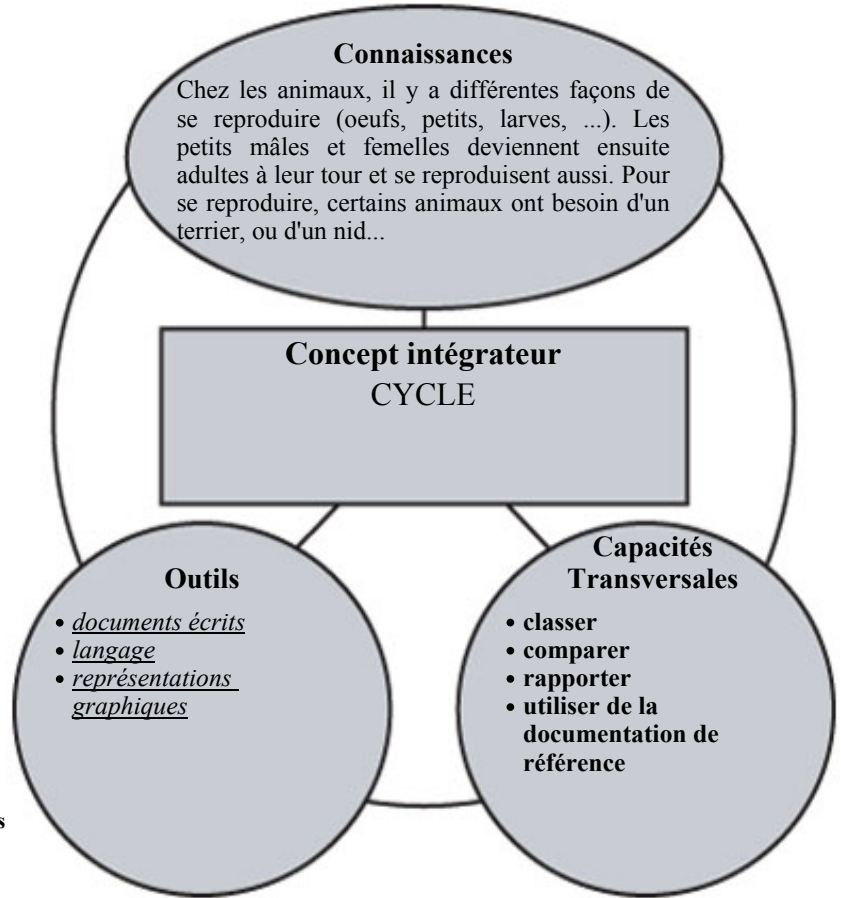 Connaissances
Chez les animaux, il y a différentes façons de
se reproduire (oeufs, petits, larves, ...). Les
petits mâles et femelles deviennent ensuite
adultes à leur tour et se reproduisent aussi. Pour
se reproduire, certains animaux ont besoin d'un
terrier, ou d'un nid...
Concept intégrateur
CYCLE
Outils
• documents écrits
• langage
• représentations
graphiques
Capacités
Transversales
• classer
• comparer
• rapporter
• utiliser de la
documentation de
référence
s